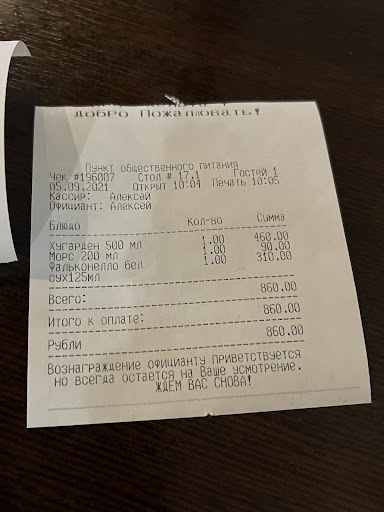 Добро Пожаловать!
Пункт общественного питания
Чек #196007 Стол # 17.1 Гостей 1
05.09.2021 Открыт 10:04 Печать 10:05
Кассир: Алексей
Официант: Алексей
Блюдо Кол-во Сумма
Хугарден 500 мл 1.00 460.00
Морс 200 мл 1.00 90.00
Фальконелло бел 1.00 310.00
сух125мл
Всего: 860.00
Итого к оплате: 860.00
Рубли 860.00
Вознаграждение официанту приветствуется
но всегда остается на Ваше усмотрение.
ЖДЕМ ВАС СНОВА!